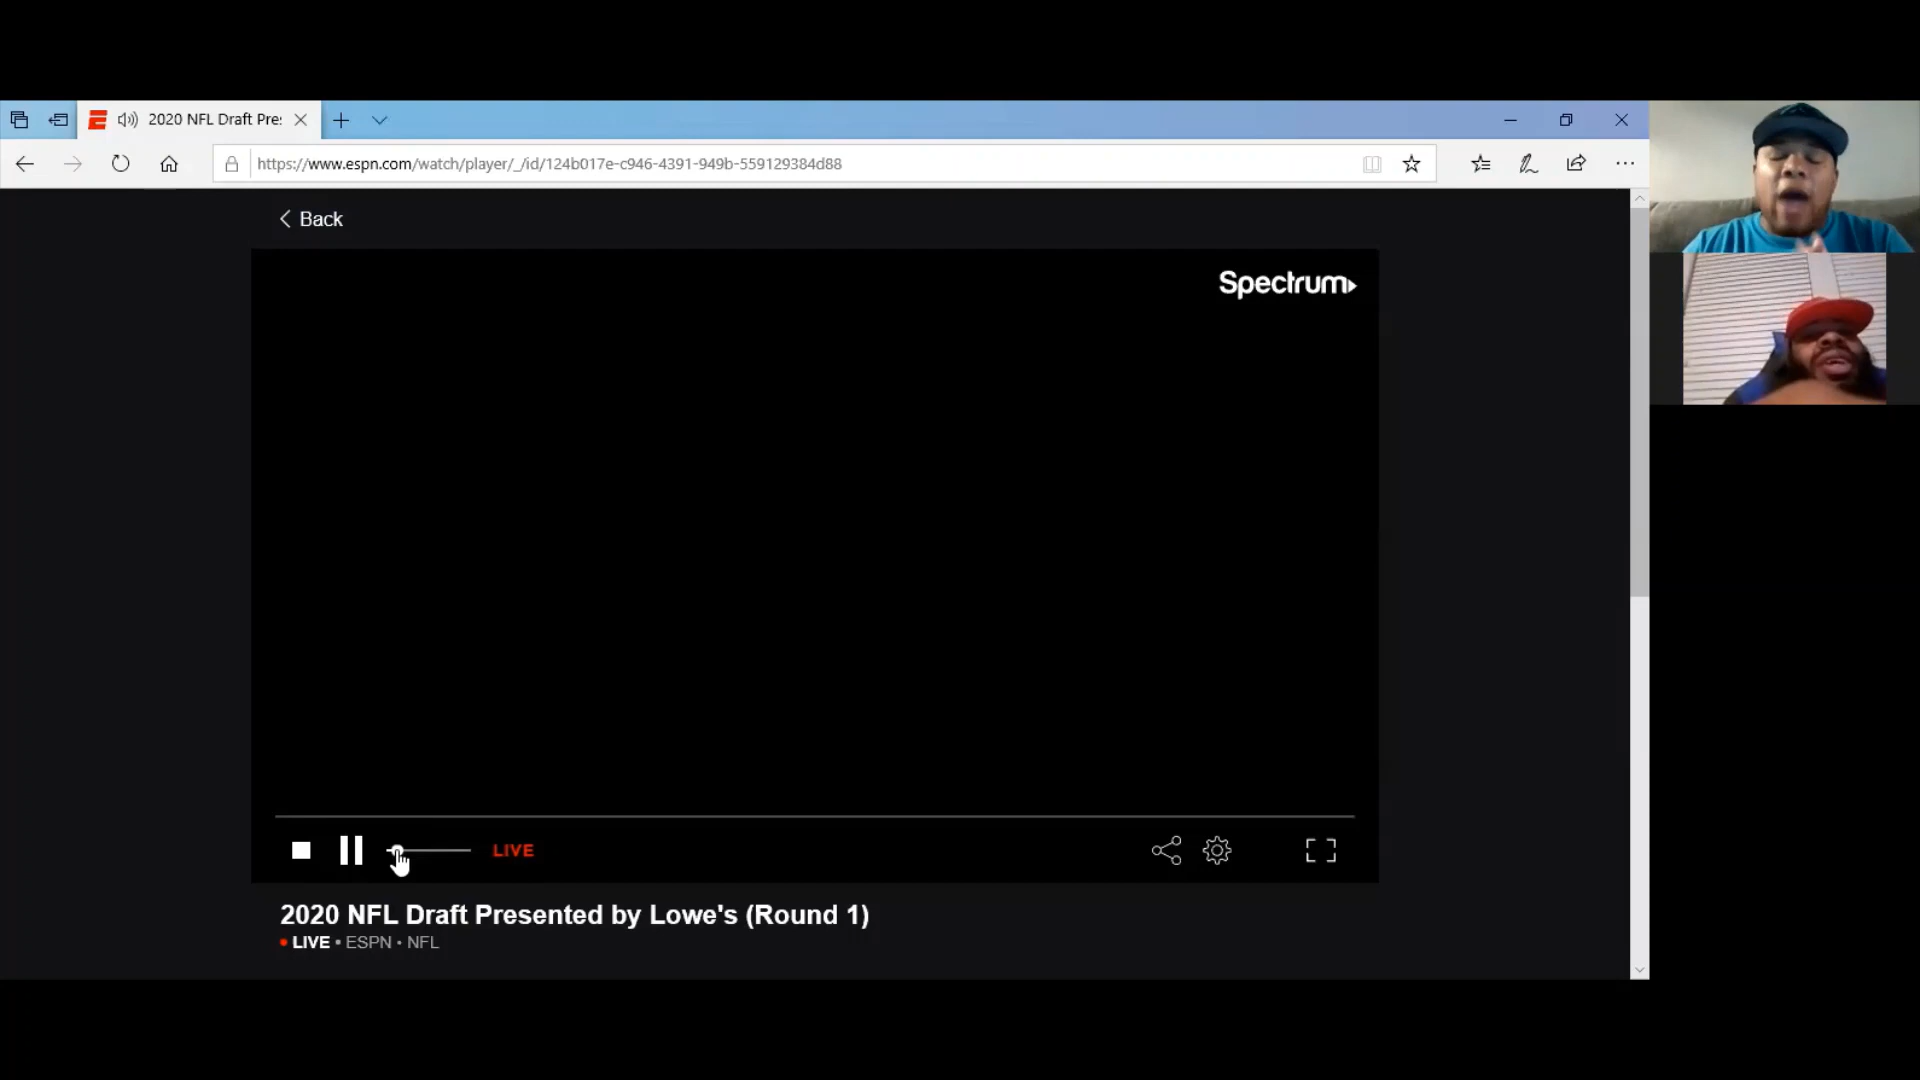 2020 NFL Draft Pre:
https://www.espn.com/watch/player/_/id/124b017e-c946-4391-949b-559129384d88
Back
Spectrum
LIVE
2020 NFL Draft Presented by Lowe's (Round 1)
LIVE • ESPN • NFL